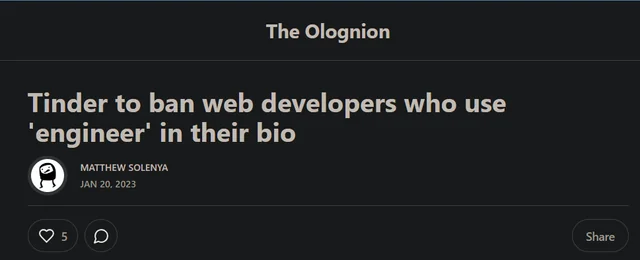 The Olognion
Tinder to ban web developers who use
'engineer' in their bio
MATTHEW SOLENYA
JAN 20, 2023
5
Share